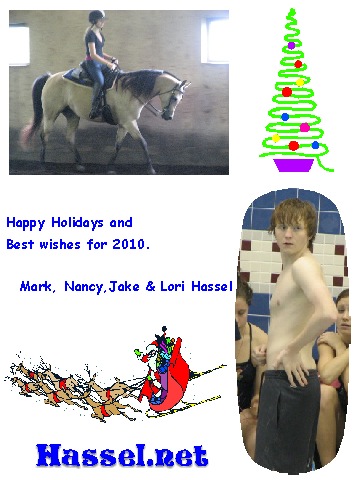 Happy Holidays and
Best wishes for 2010.
Mark, Nancy,Jake & Lori Hassel
Hassel.net